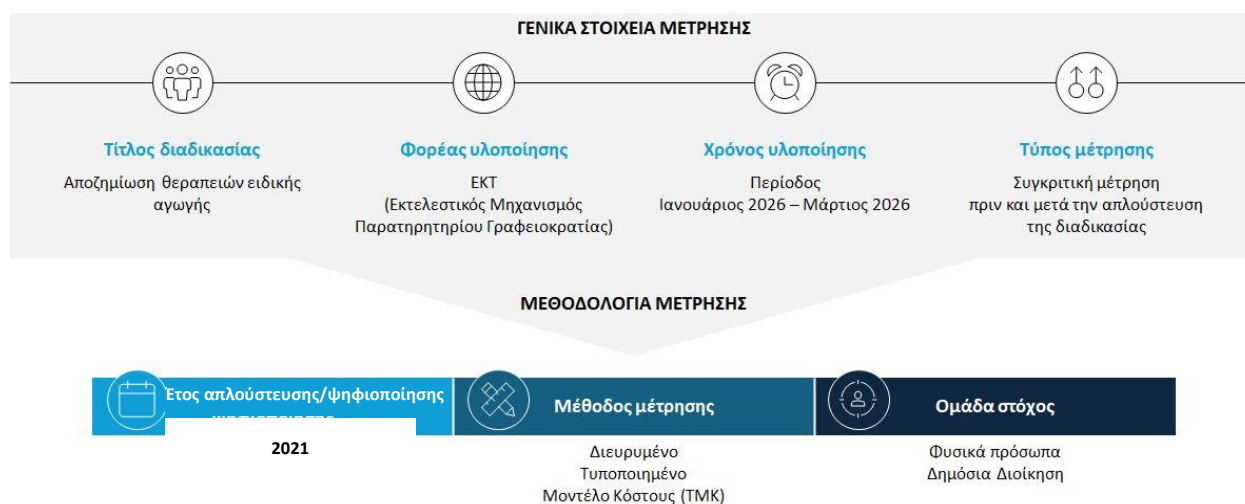 ΓΕΝΙΚΑ ΣΤΟΙΧΕΙΑ ΜΕΤΡΗΣΗΣ
Τίτλος διαδικασίας
Αποζημίωση θεραπειών ειδικής
αγωγής
Φορέας υλοποίησης
ΕΚΤ
(Εκτελεστικός Μηχανισμός
Παρατηρητηρίου Γραφειοκρατίας)
Χρόνος υλοποίησης
Περίοδος
Ιανουάριος 2026 – Μάρτιος 2026
Τύπος μέτρησης
Συγκριτική μέτρηση
πριν και μετά την απλούστευση
της διαδικασίας
ΜΕΘΟΔΟΛΟΓΙΑ ΜΕΤΡΗΣΗΣ
Έτος απλούστευσης/ψηφιοποίησης
2021
Μέθοδος μέτρησης
Διευρυμένο
Τυποποιημένο
Μοντέλο Κόστους (ΤΜΚ)
Ομάδα στόχος
Φυσικά πρόσωπα
Δημόσια Διοίκηση